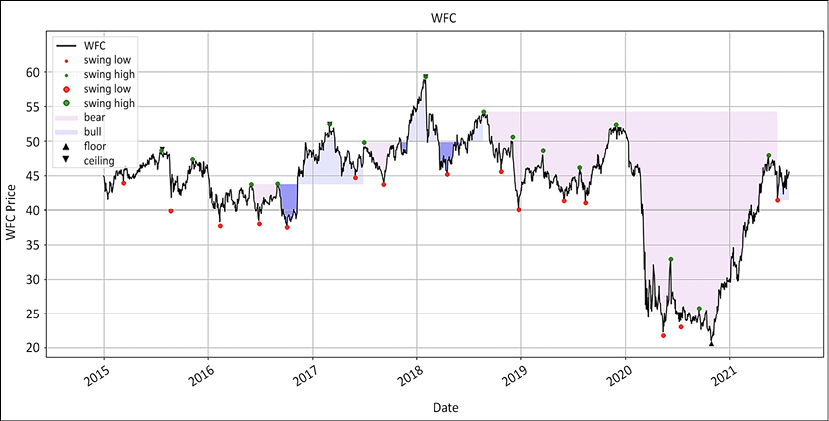 WFC
WFC
swing low
swing high
swing low
swing high
bear
bull
floor
ceiling
WFC Price
60
55
50
45
40
35
30
25
20
2015 2016 2017 2018 2019 2020 2021
Date